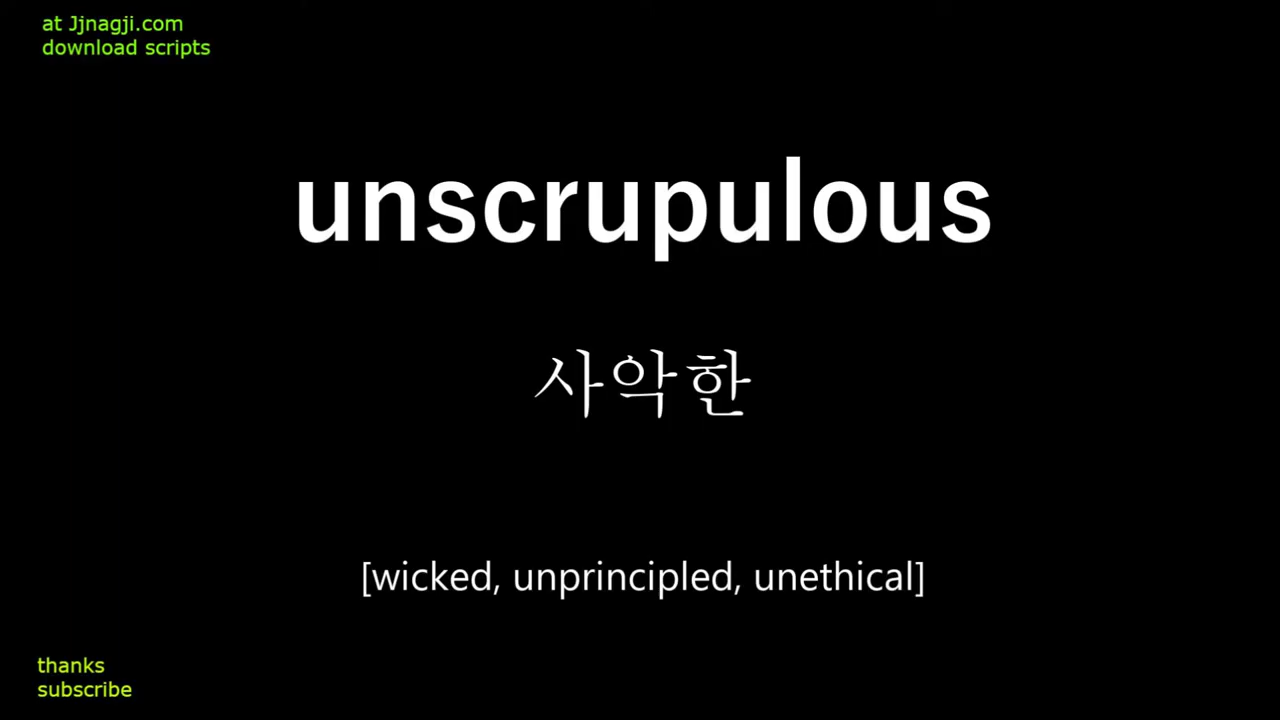 at Jjnagji.com
download scripts
unscrupulous
사악한
[wicked, unprincipled, unethical]
thanks
subscribe